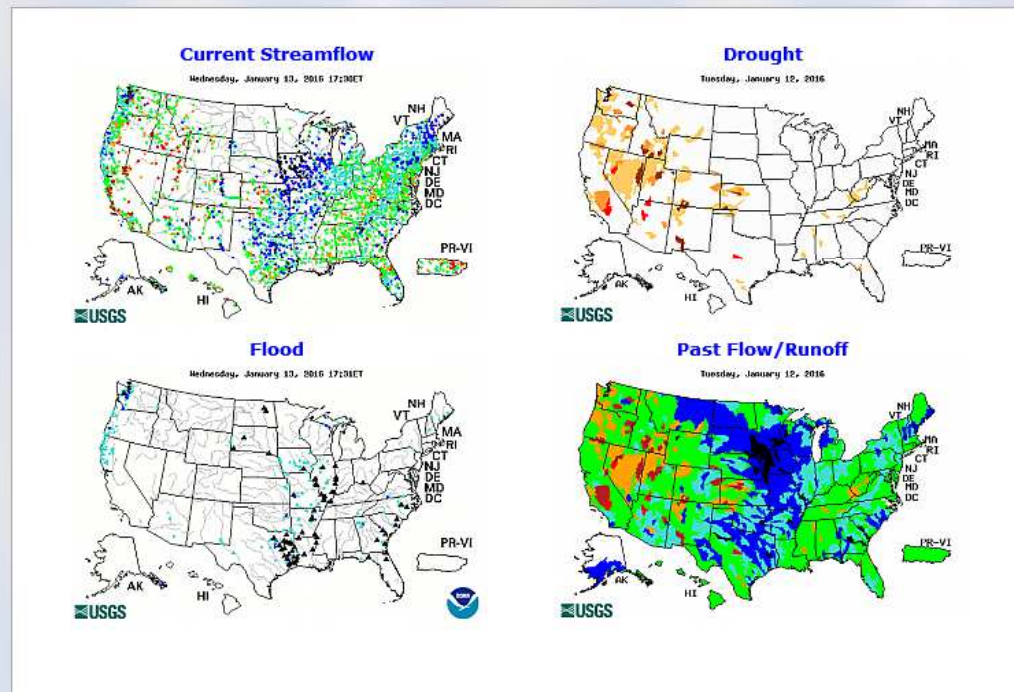 Current Streamflow
Wednesday, January 13, 2016 17:30ET
NH
VT
MA
RI
CT
NJ
DE
MD
DC
PR-VI
AK
HI
USGS
Drought
Tuesday, January 12, 2016
NH
VT
MA
RI
CT
NJ
DE
MD
DC
PR-VI
AK
HI
USGS
Flood
Wednesday, January 13, 2016 17:31ET
NH
VT
MA
RI
CT
NJ
DE
MD
DC
PR-VI
AK
HI
USGS
Past Flow/Runoff
Tuesday, January 12, 2016
NH
VT
MA
RI
CT
NJ
DE
MD
DC
PR-VI
AK
HI
USGS